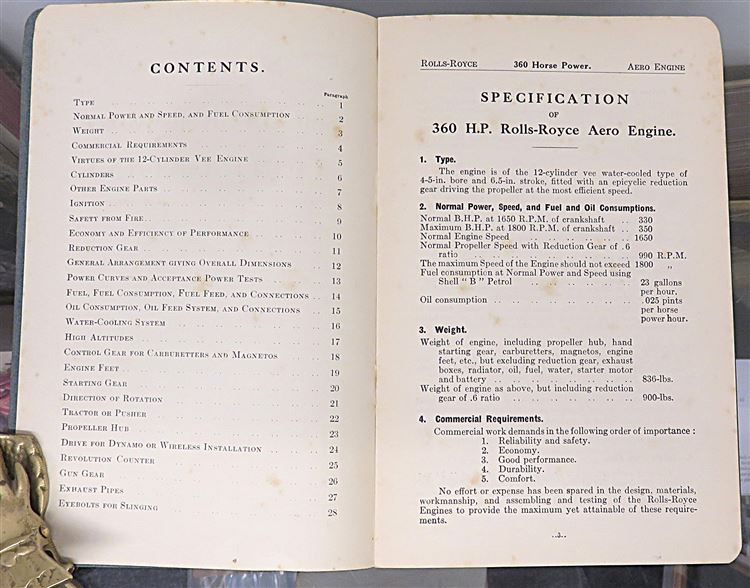 CONTENTS.
Paragraph
TYPE .. 1
NORMAL POWER AND SPEED, AND FUEL CONSUMPTION .. 2
WEIGHT .. 3
COMMERCIAL REQUIREMENTS .. 4
VIRTUES OF THE 12-CYLINDER VEE ENGINE .. 5
CYLINDERS .. 6
OTHER ENGINE PARTS .. 7
IGNITION .. 8
SAFETY FROM FIRE .. 9
ECONOMY AND EFFICIENCY OF PERFORMANCE .. 10
REDUCTION GEAR .. 11
GENERAL ARRANGEMENT GIVING OVERALL DIMENSIONS .. 12
POWER CURVES AND ACCEPTANCE POWER TESTS .. 13
FUEL, FUEL CONSUMPTION, FUEL FEED, AND CONNECTIONS .. 14
OIL CONSUMPTION, OIL FEED SYSTEM, AND CONNECTIONS .. 15
WATER-COOLING SYSTEM .. 16
HIGH ALTITUDES .. 17
CONTROL GEAR FOR CARBURETTERS AND MAGNETOS .. 18
ENGINE FEET .. 19
STARTING GEAR .. 20
DIRECTION OF ROTATION .. 21
TRACTOR OR PUSHER .. 22
PROPELLER HUB .. 23
DRIVE FOR DYNAMO OR WIRELESS INSTALLATION .. 24
REVOLUTION COUNTER .. 25
GUN GEAR .. 26
EXHAUST PIPES .. 27
EYEBOLTS FOR SLINGING .. 28
ROLLS-ROYCE 360 Horse Power. AERO ENGINE
SPECIFICATION
OF
360 H.P. Rolls-Royce Aero Engine.
1. Type.
The engine is of the 12-cylinder vee water-cooled type of
4-5-in. bore and 6.5-in. stroke, fitted with an epicyclic reduction
gear driving the propeller at the most efficient speed.
2. Normal Power, Speed, and Fuel and Oil Consumptions.
Normal B.H.P. at 1650 R.P.M. of crankshaft .. 330
Maximum B.H.P. at 1800 R.P.M. of crankshaft .. 350
Normal Engine Speed .. 1650
Normal Propeller Speed with Reduction Gear of .6
ratio .. 990 R.P.M.
The maximum Speed of the Engine should not exceed 1800 ,,
Fuel consumption at Normal Power and Speed using
Shell "B" Petrol .. 23 gallons
per hour.
Oil consumption .. .025 pints
per horse
power hour.
3. Weight.
Weight of engine, including propeller hub, hand
starting gear, carburetters, magnetos, engine
feet, etc., but excluding reduction gear, exhaust
boxes, radiator, oil, fuel, water, starter motor
and battery .. 836-lbs.
Weight of engine as above, but including reduction
gear of .6 ratio .. 900-lbs.
4. Commercial Requirements.
Commercial work demands in the following order of importance :
1. Reliability and safety.
2. Economy.
3. Good performance.
4. Durability.
5. Comfort.
No effort or expense has been spared in the design, materials,
workmanship, and assembling and testing of the Rolls-Royce
Engines to provide the maximum yet attainable of these require-
ments.
..3..